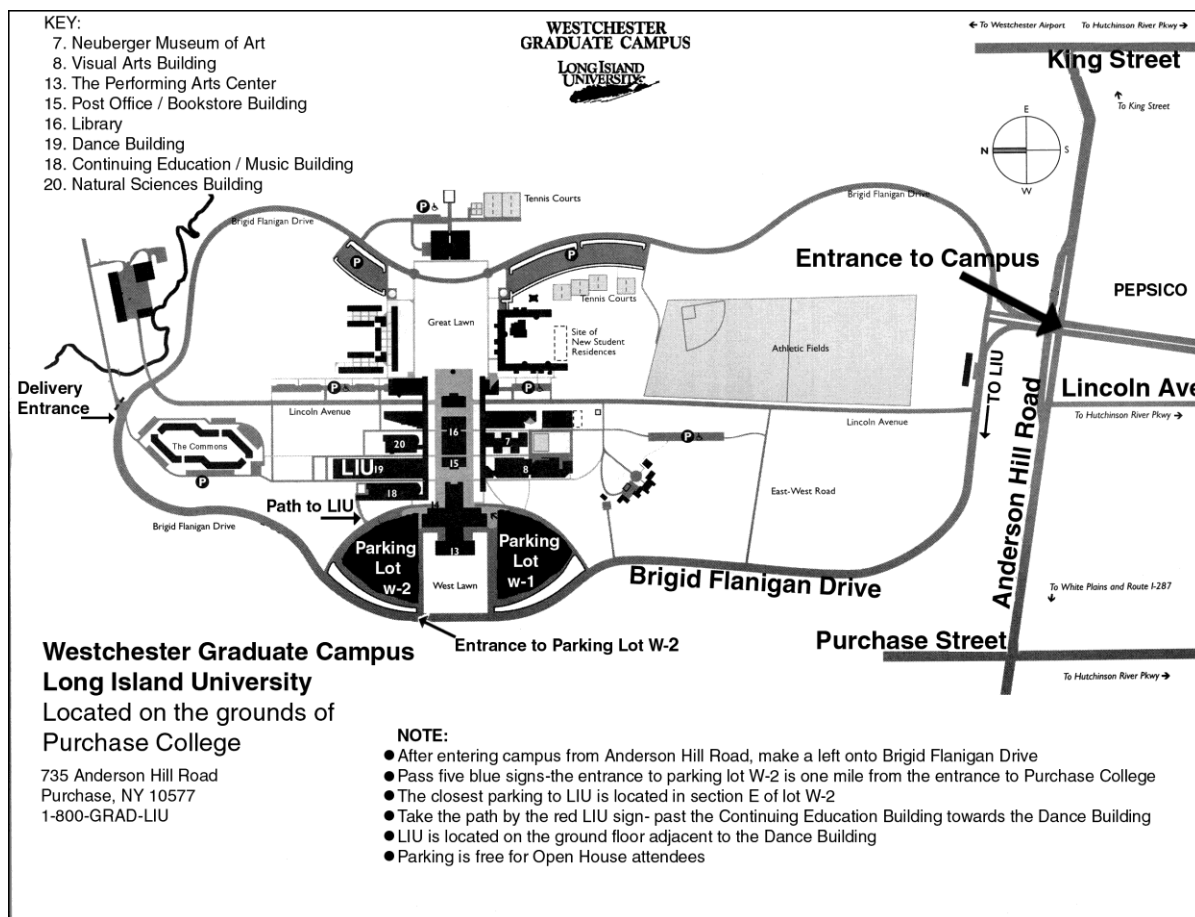 KEY:
7. Neuberger Museum of Art
8. Visual Arts Building
13. The Performing Arts Center
15. Post Office / Bookstore Building
16. Library
19. Dance Building
18. Continuing Education / Music Building
20. Natural Sciences Building
WESTCHESTER
GRADUATE CAMPUS
LONG ISLAND
UNIVERSITY
To Westchester Airport
To Hutchinson River Pkwy
King Street
To King Street
E
N
S
W
Tennis Courts
P
Brigid Flanigan Drive
Brigid Flanigan Drive
P
P
Entrance to Campus
PEPSICO
Tennis Courts
Great Lawn
Site of
New Student
Residences
Athletic Fields
Delivery
Entrance
P
P
TO LIU
Lincoln Ave
Lincoln Avenue
Lincoln Avenue
To Hutchinson River Pkwy
The Commons
16
20
7
P
LIU
19
15
8
P
18
East-West Road
Path to LIU
Anderson Hill Road
Brigid Flanigan Drive
Parking
Lot
w-2
13
Parking
Lot
w-1
West Lawn
Brigid Flanigan Drive
To White Plains and Route I-287
Entrance to Parking Lot W-2
Purchase Street
To Hutchinson River Pkwy
Westchester Graduate Campus
Long Island University
Located on the grounds of
Purchase College
735 Anderson Hill Road
Purchase, NY 10577
1-800-GRAD-LIU
NOTE:
● After entering campus from Anderson Hill Road, make a left onto Brigid Flanigan Drive
● Pass five blue signs-the entrance to parking lot W-2 is one mile from the entrance to Purchase College
● The closest parking to LIU is located in section E of lot W-2
● Take the path by the red LIU sign- past the Continuing Education Building towards the Dance Building
● LIU is located on the ground floor adjacent to the Dance Building
● Parking is free for Open House attendees